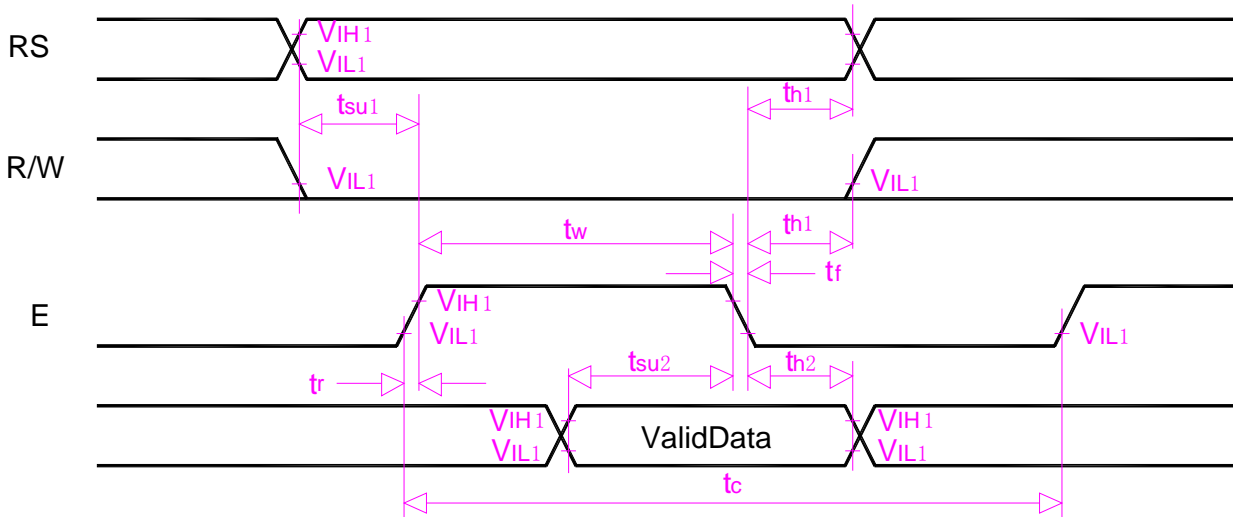 RS
VIH1
VIL1
tsu1
th1
R/W
VIL1
VIL1
tw
th1
tf
E
VIH1
VIL1
VIL1
tsu2
th2
tr
VIH1
VIL1
ValidData
VIH1
VIL1
tc